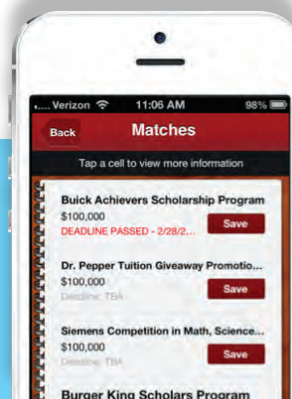 ..... Verizon 11:06 AM 98%
Back Matches
Tap a cell to view more information
Buick Achievers Scholarship Program
$100,000
Save
DEADLINE PASSED - 2/28/2...
Dr. Pepper Tuition Giveaway Promotio...
$100,000
Save
Deadline: TBA
Siemens Competition in Math, Science...
$100,000
Save
Deadline: TBA
Burger King Scholars Program